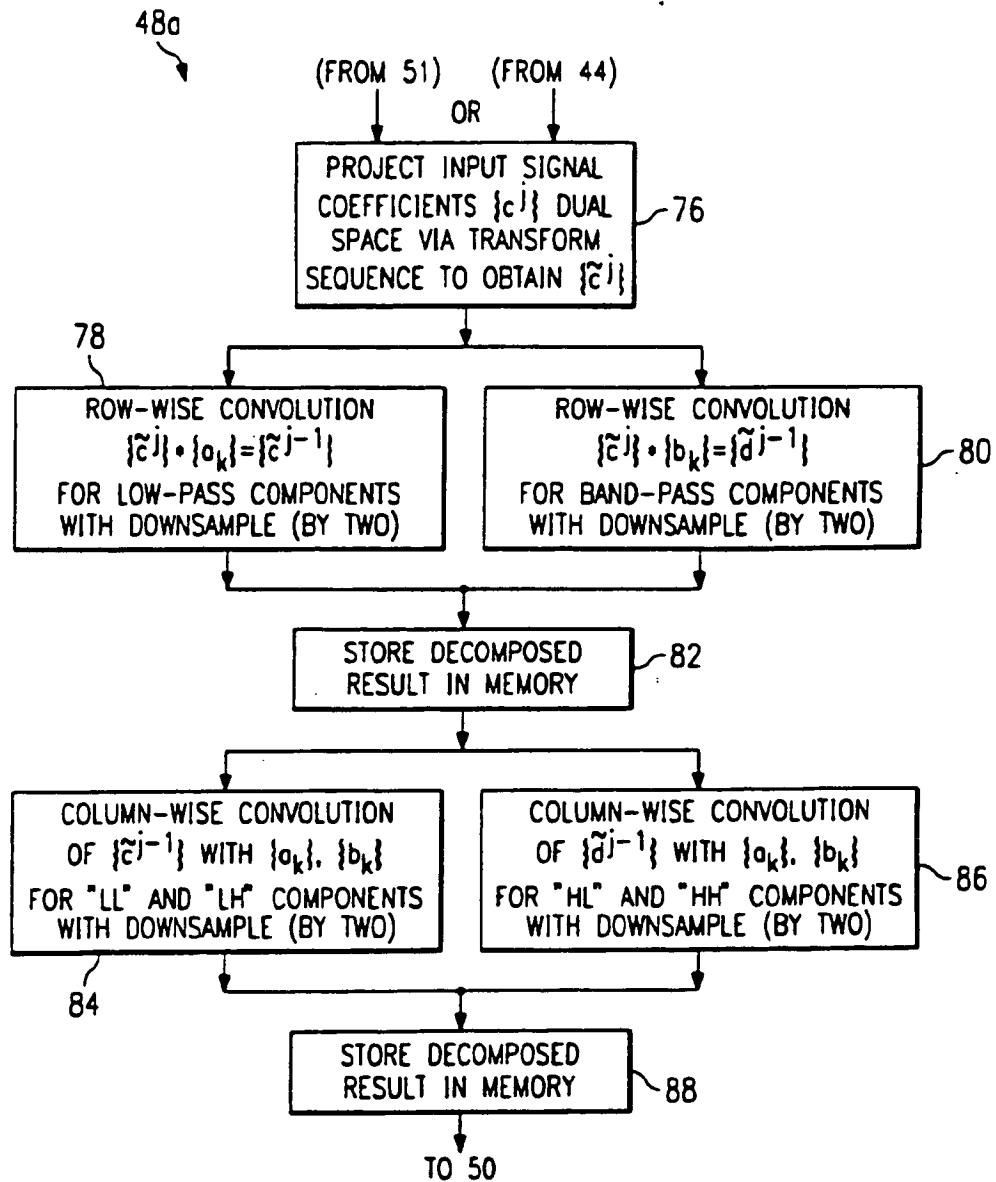 48a
(FROM 51) (FROM 44)
OR
PROJECT INPUT SIGNAL
COEFFICIENTS {c^j} DUAL
SPACE VIA TRANSFORM
SEQUENCE TO OBTAIN {c̃^j}
76
78
ROW-WISE CONVOLUTION
{c̃^j} • {a_k} = {c̃^j-1}
FOR LOW-PASS COMPONENTS
WITH DOWNSAMPLE (BY TWO)
ROW-WISE CONVOLUTION
{c̃^j} • {b_k} = {d̃^j-1}
FOR BAND-PASS COMPONENTS
WITH DOWNSAMPLE (BY TWO)
80
STORE DECOMPOSED
RESULT IN MEMORY
82
COLUMN-WISE CONVOLUTION
OF {c̃^j-1} WITH {a_k}, {b_k}
FOR "LL" AND "LH" COMPONENTS
WITH DOWNSAMPLE (BY TWO)
84
COLUMN-WISE CONVOLUTION
OF {d̃^j-1} WITH {a_k}, {b_k}
FOR "HL" AND "HH" COMPONENTS
WITH DOWNSAMPLE (BY TWO)
86
STORE DECOMPOSED
RESULT IN MEMORY
88
TO 50